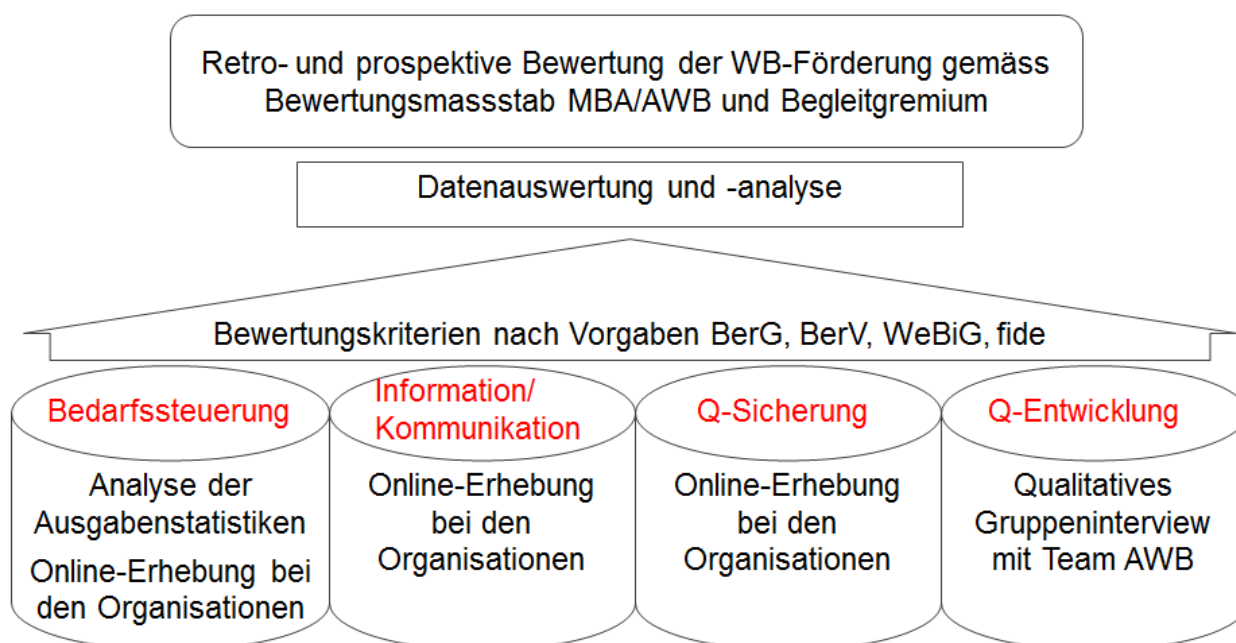 Retro- und prospektive Bewertung der WB-Förderung gemäss
Bewertungsmassstab MBA/AWB und Begleitgremium
Datenauswertung und -analyse
Bewertungskriterien nach Vorgaben BerG, BerV, WeBiG, fide
Bedarfssteuerung
Analyse der
Ausgabenstatistiken
Online-Erhebung bei
den Organisationen
Information/
Kommunikation
Online-Erhebung
bei den
Organisationen
Q-Sicherung
Online-Erhebung
bei den
Organisationen
Q-Entwicklung
Qualitatives
Gruppeninterview
mit Team AWB